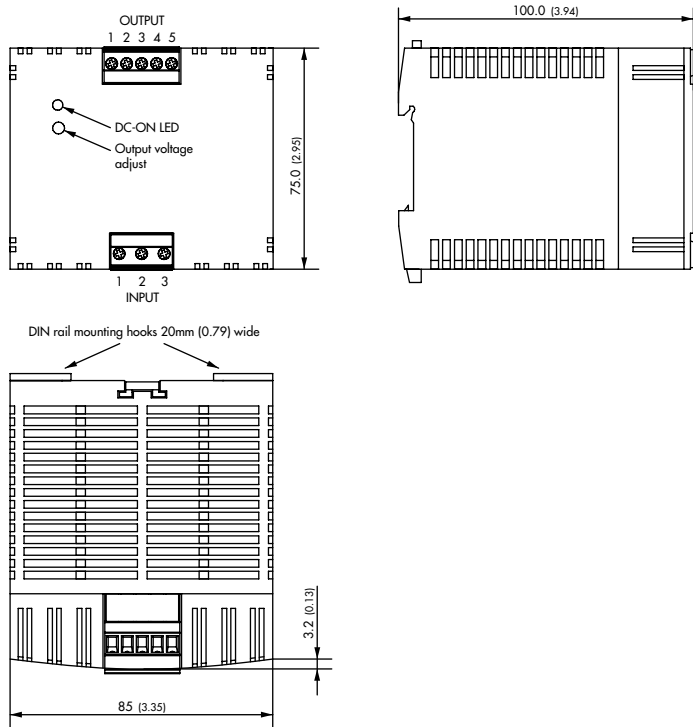 OUTPUT
1 2 3 4 5
DC-ON LED
Output voltage
adjust
75.0 (2.95)
1 2 3
INPUT
100.0 (3.94)
DIN rail mounting hooks 20mm (0.79) wide
3.2 (0.13)
85 (3.35)